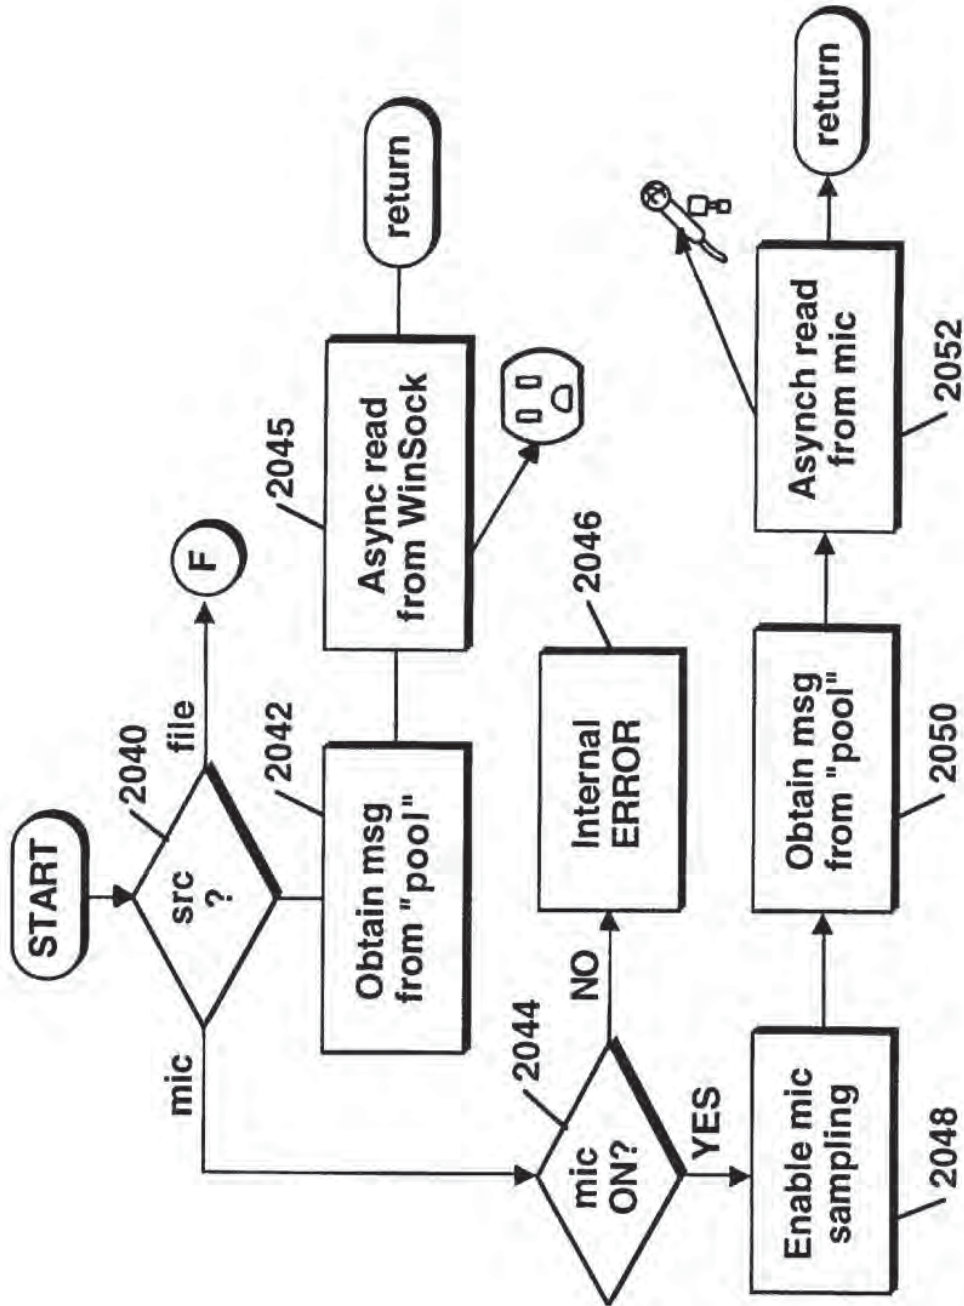 START
src
?
2040
file
F
mic
Obtain msg
from "pool"
2042
Async read
from WinSock
2045
return
mic
ON?
2044
NO
Internal
ERROR
2046
YES
Enable mic
sampling
2048
Obtain msg
from "pool"
2050
Asynch read
from mic
2052
return